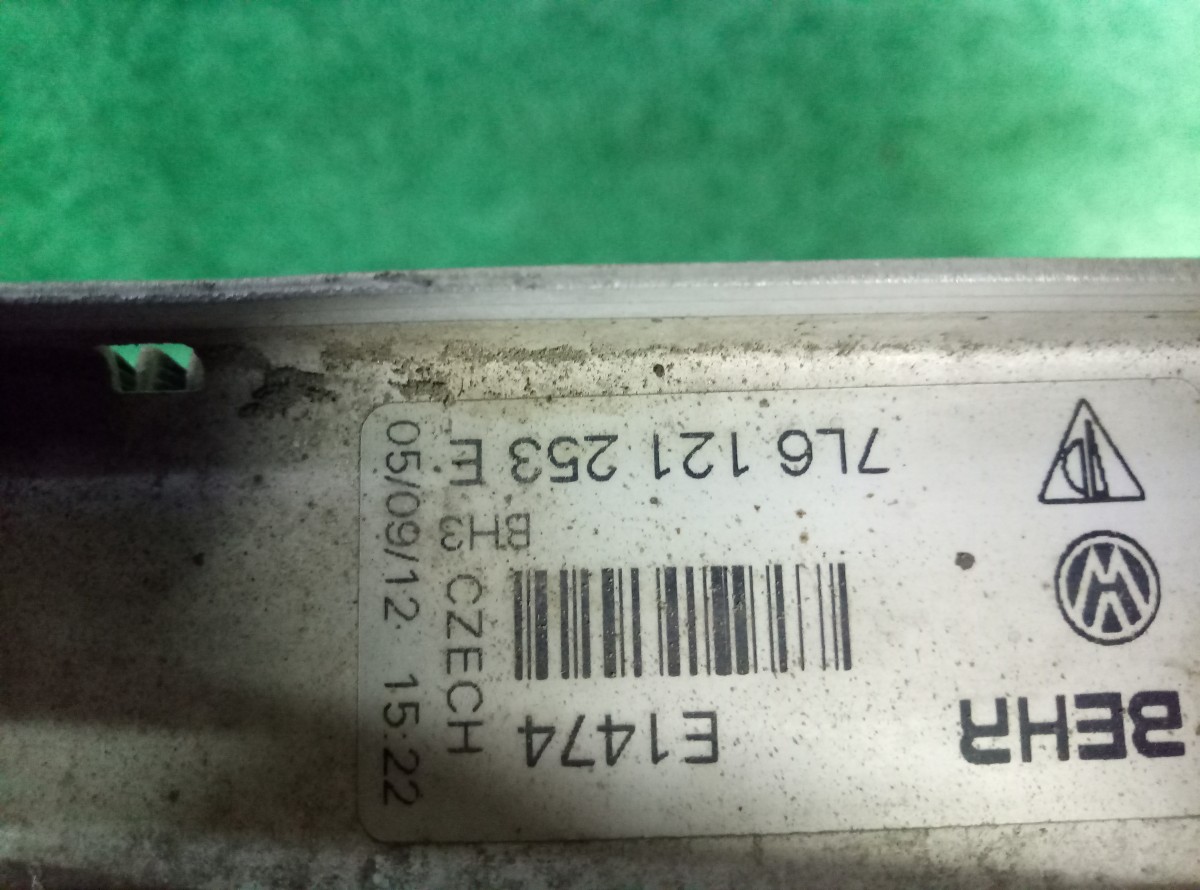 BEHR
E1474
BH3
7L6 121 253 E
CZECH
05/09/12 15:22